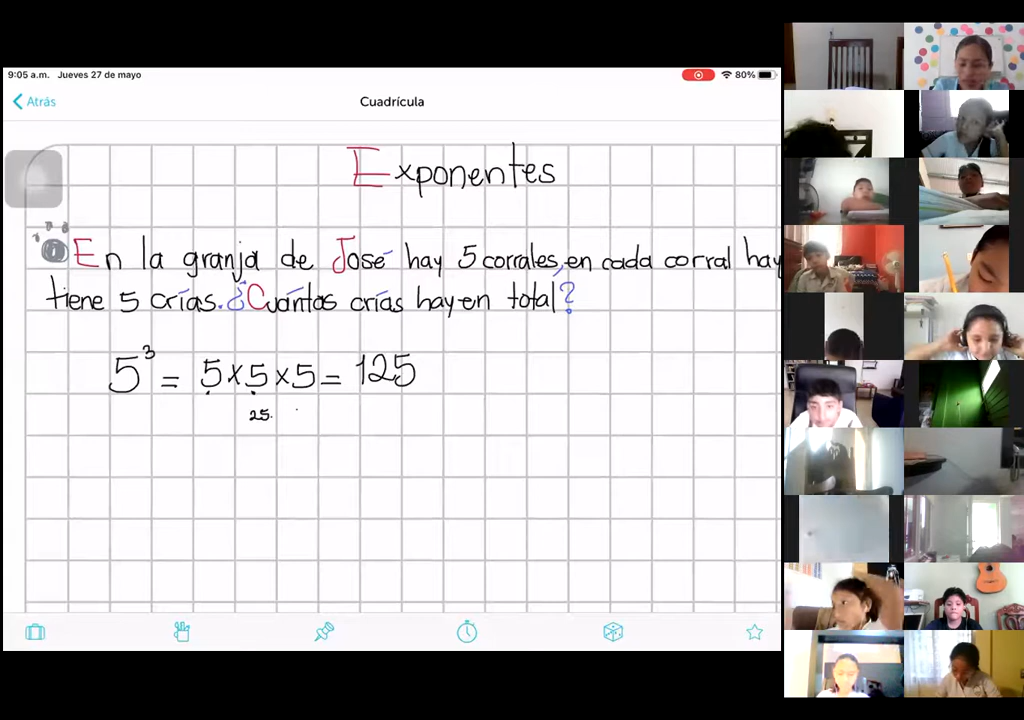 9:05 a.m. Jueves 27 de mayo 80%
Atrás Cuadrícula
Exponentes
En la granja de José hay 5 corrales, en cada corral hay
tiene 5 crías. ¿Cuántas crías hay en total?
5³ = 5 x 5 x 5 = 125
25.